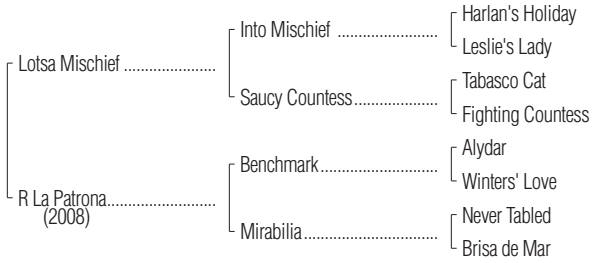 Harlan's Holiday
Into Mischief ....................
Leslie's Lady
Lotsa Mischief ..................
Tabasco Cat
Saucy Countess................
Fighting Countess
Alydar
Benchmark.......................
Winters' Love
R La Patrona.....................
(2008)
Never Tabled
Mirabilia..........................
Brisa de Mar